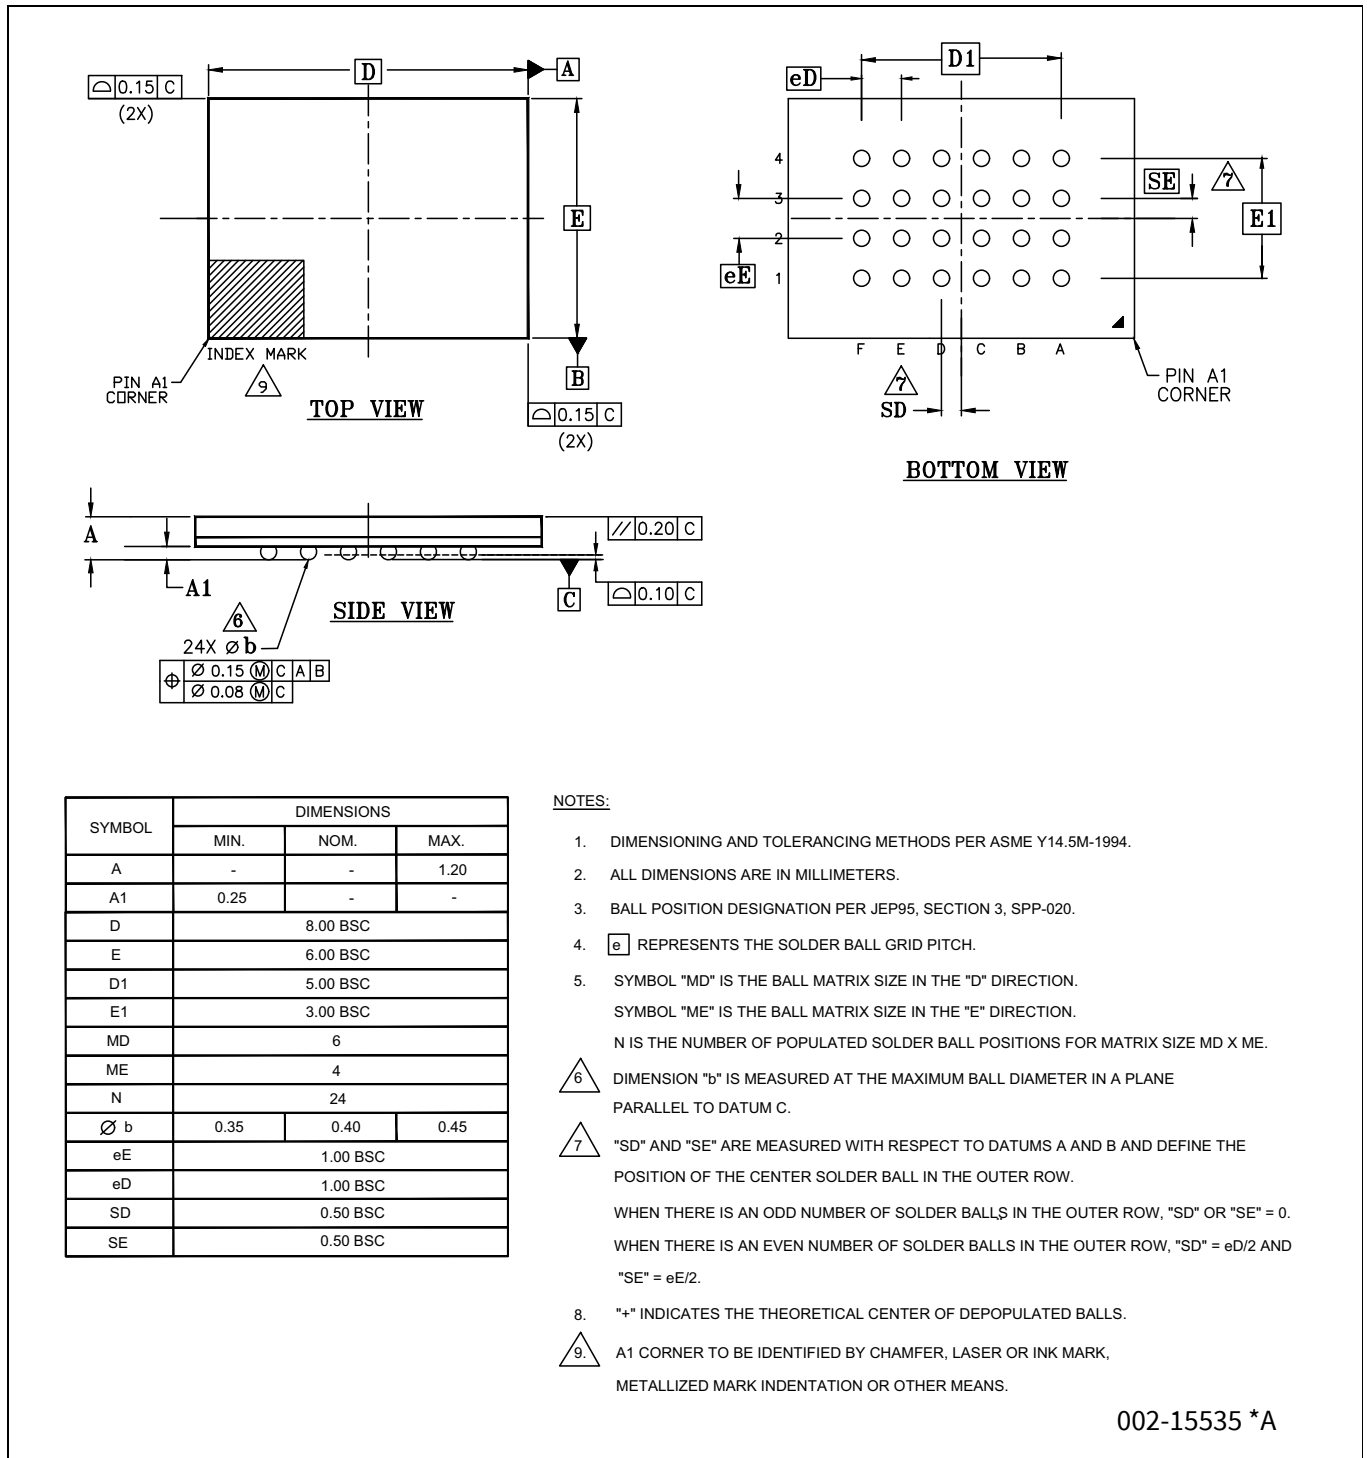 D
A
⌓ 0.15 C
(2X)
E
INDEX MARK
9
PIN A1
CORNER
B
TOP VIEW
⌓ 0.15 C
(2X)
D1
eD
4
3
2
1
SE
7
E1
eE
F E D C B A
7
SD
PIN A1
CORNER
BOTTOM VIEW
A
A1
// 0.20 C
C
⌓ 0.10 C
SIDE VIEW
6
24X ⌀ b
⌖ ⌀ 0.15 Ⓜ C A B
⌀ 0.08 Ⓜ C
SYMBOL DIMENSIONS
MIN. NOM. MAX.
A - - 1.20
A1 0.25 - -
D 8.00 BSC
E 6.00 BSC
D1 5.00 BSC
E1 3.00 BSC
MD 6
ME 4
N 24
⌀ b 0.35 0.40 0.45
eE 1.00 BSC
eD 1.00 BSC
SD 0.50 BSC
SE 0.50 BSC
NOTES:
1. DIMENSIONING AND TOLERANCING METHODS PER ASME Y14.5M-1994.
2. ALL DIMENSIONS ARE IN MILLIMETERS.
3. BALL POSITION DESIGNATION PER JEP95, SECTION 3, SPP-020.
4. e REPRESENTS THE SOLDER BALL GRID PITCH.
5. SYMBOL "MD" IS THE BALL MATRIX SIZE IN THE "D" DIRECTION.
SYMBOL "ME" IS THE BALL MATRIX SIZE IN THE "E" DIRECTION.
N IS THE NUMBER OF POPULATED SOLDER BALL POSITIONS FOR MATRIX SIZE MD X ME.
6 DIMENSION "b" IS MEASURED AT THE MAXIMUM BALL DIAMETER IN A PLANE
PARALLEL TO DATUM C.
7 "SD" AND "SE" ARE MEASURED WITH RESPECT TO DATUMS A AND B AND DEFINE THE
POSITION OF THE CENTER SOLDER BALL IN THE OUTER ROW.
WHEN THERE IS AN ODD NUMBER OF SOLDER BALLS IN THE OUTER ROW, "SD" OR "SE" = 0.
WHEN THERE IS AN EVEN NUMBER OF SOLDER BALLS IN THE OUTER ROW, "SD" = eD/2 AND
"SE" = eE/2.
8. "+" INDICATES THE THEORETICAL CENTER OF DEPOPULATED BALLS.
9. A1 CORNER TO BE IDENTIFIED BY CHAMFER, LASER OR INK MARK,
METALLIZED MARK INDENTATION OR OTHER MEANS.
002-15535 *A